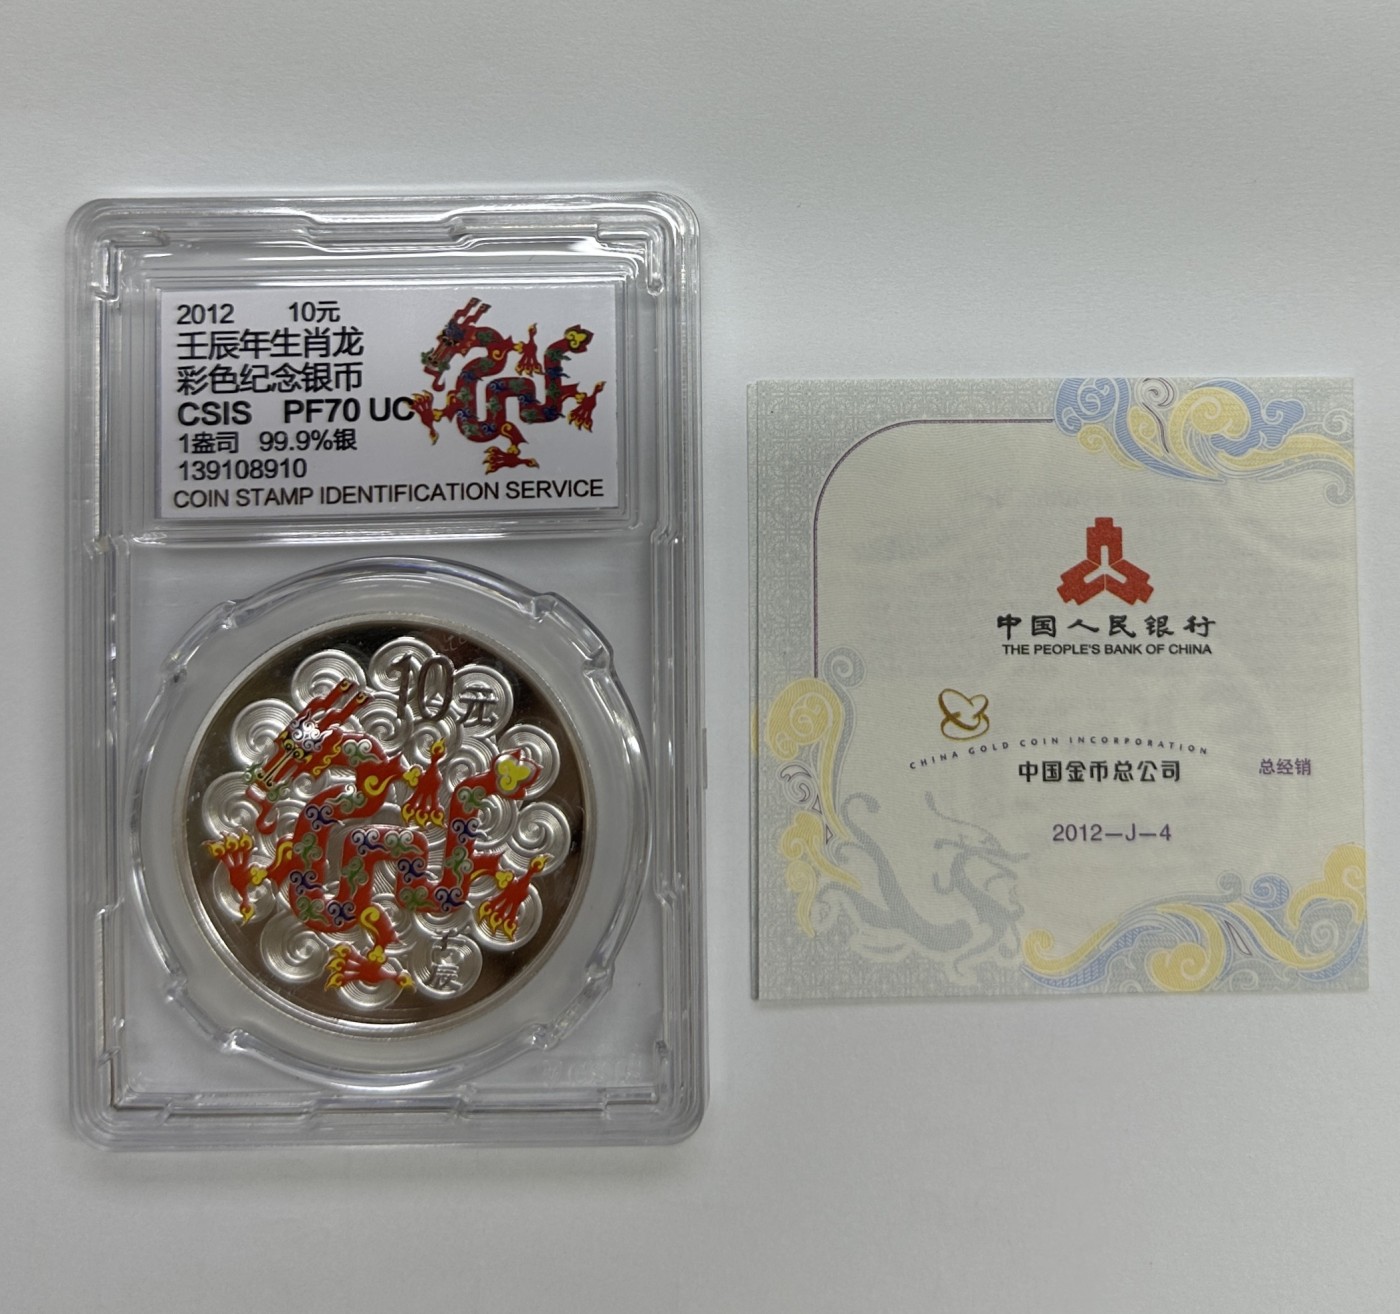 2012 10元
壬辰年生肖龙
彩色纪念银币
CSIS PF70 UC
1盎司 99.9%银
139108910
COIN STAMP IDENTIFICATION SERVICE
10元
壬辰
中国人民银行
THE PEOPLE'S BANK OF CHINA
CHINA GOLD COIN INCORPORATION
中国金币总公司 总经销
2012-J-4